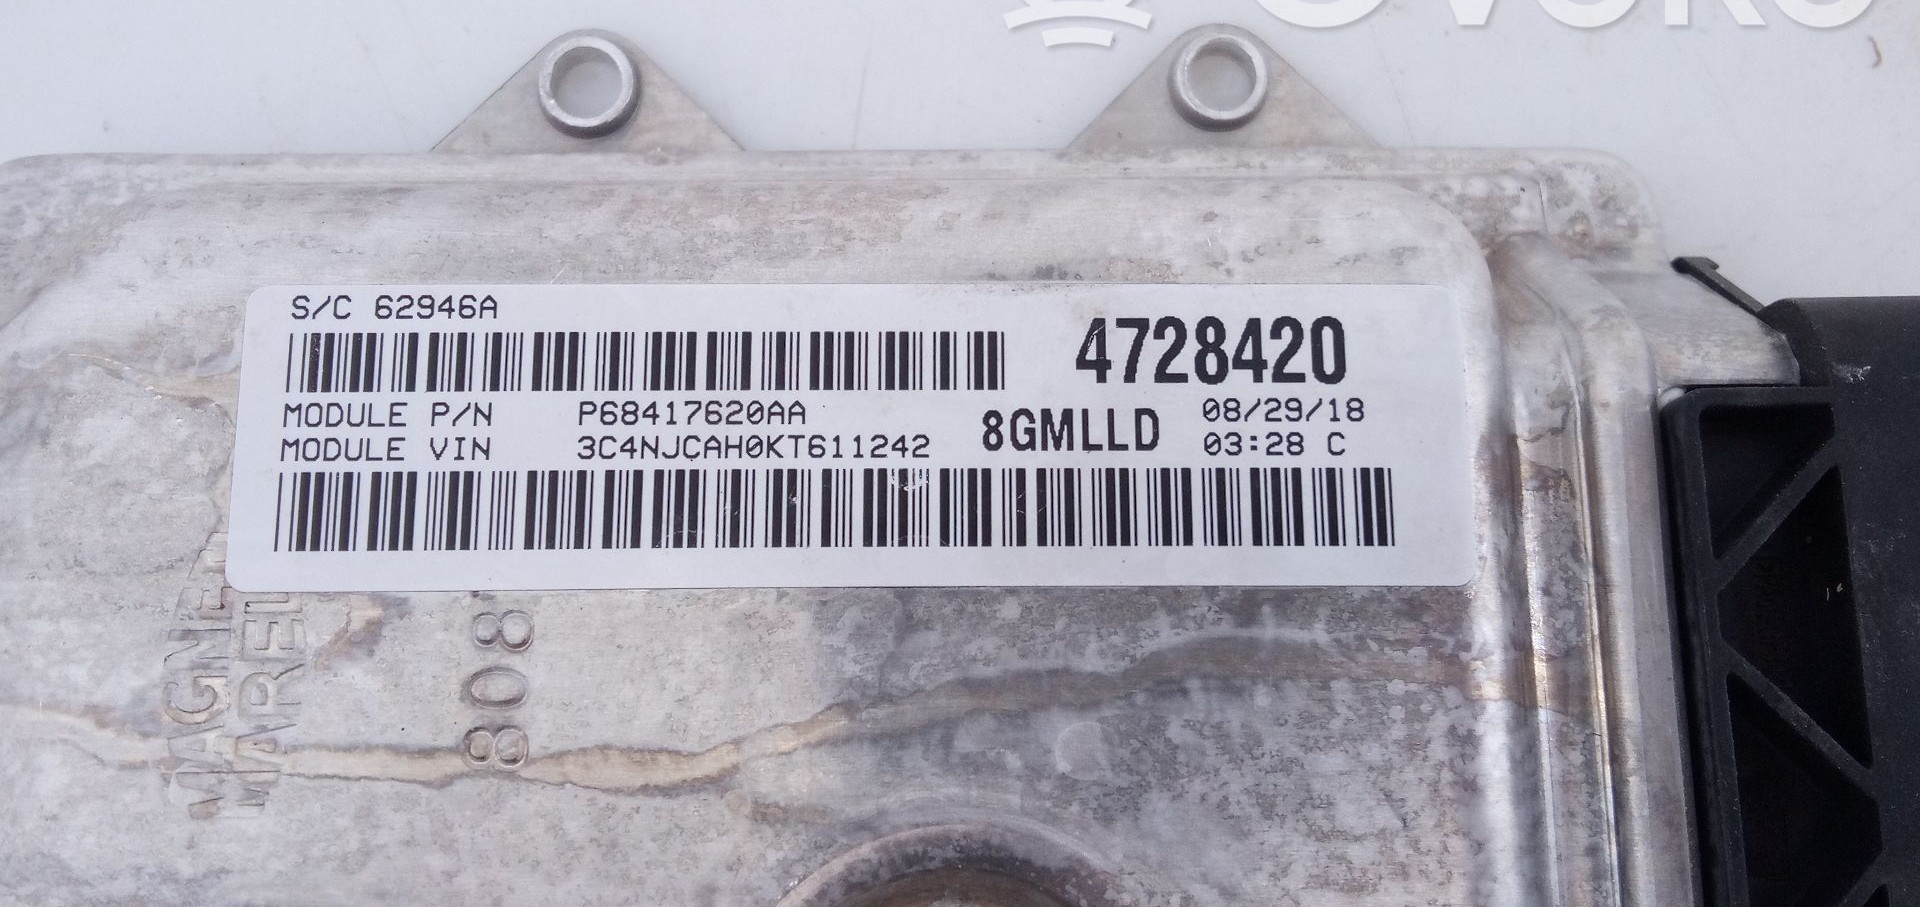 S/C 62946A
4728420
MODULE P/N P68417620AA
MODULE VIN 3C4NJCAH0KT611242
8GMLLD
08/29/18
03:28 C
808